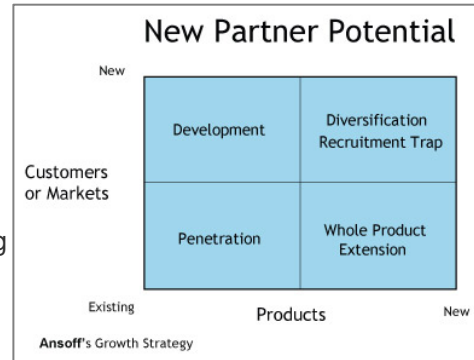 New Partner Potential
New
Development
Diversification
Recruitment Trap
Customers
or Markets
g
Penetration
Whole Product
Extension
Existing
Products
New
Ansoff's Growth Strategy